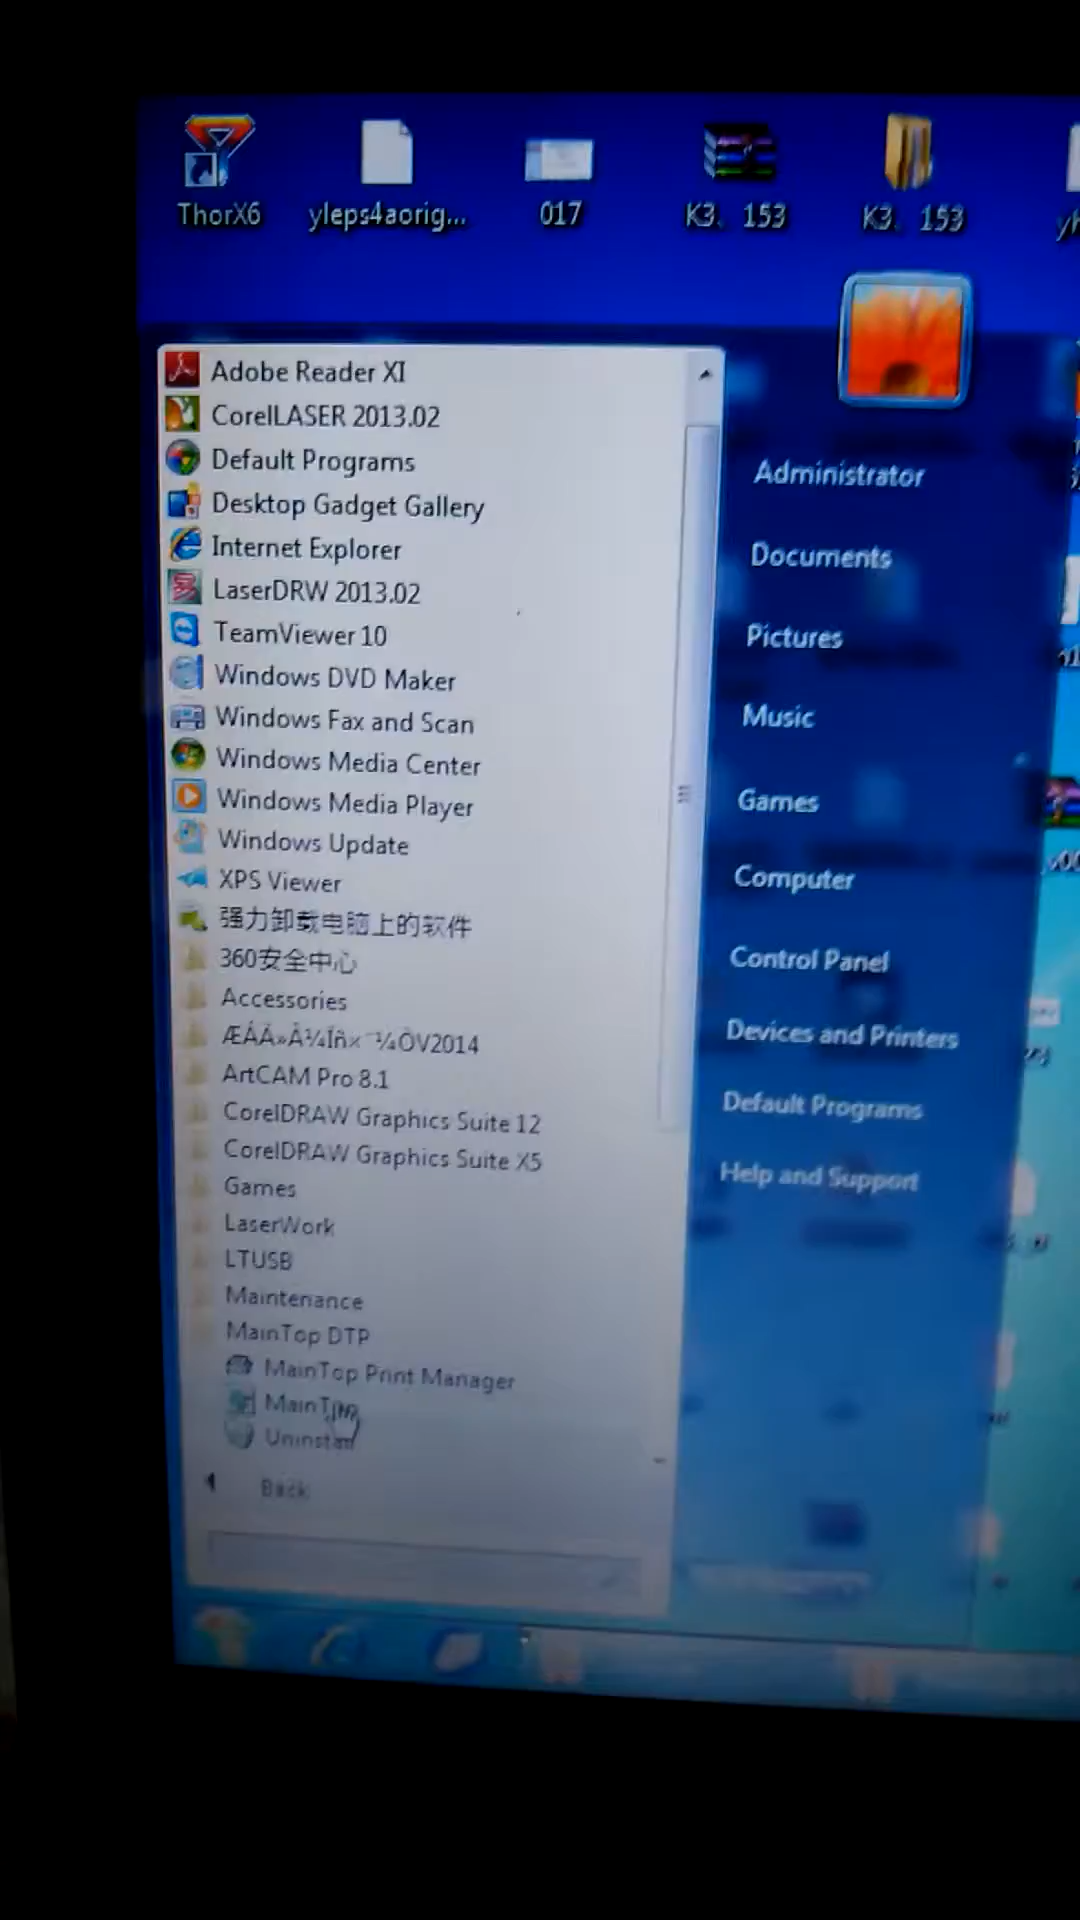 ThorX6
yleps4aorig...
017
K3、153
K3、153
Adobe Reader XI
CorelLASER 2013.02
Default Programs
Desktop Gadget Gallery
Internet Explorer
LaserDRW 2013.02
TeamViewer 10
Windows DVD Maker
Windows Fax and Scan
Windows Media Center
Windows Media Player
Windows Update
XPS Viewer
强力卸载电脑上的软件
360安全中心
Accessories
ÆÁÄ»Â¼Ïñ×¨¼ÒV2014
ArtCAM Pro 8.1
CorelDRAW Graphics Suite 12
CorelDRAW Graphics Suite X5
Games
LaserWork
LTUSB
Maintenance
MainTop DTP
MainTop Print Manager
MainTop
Uninstall
Back
Administrator
Documents
Pictures
Music
Games
Computer
Control Panel
Devices and Printers
Default Programs
Help and Support